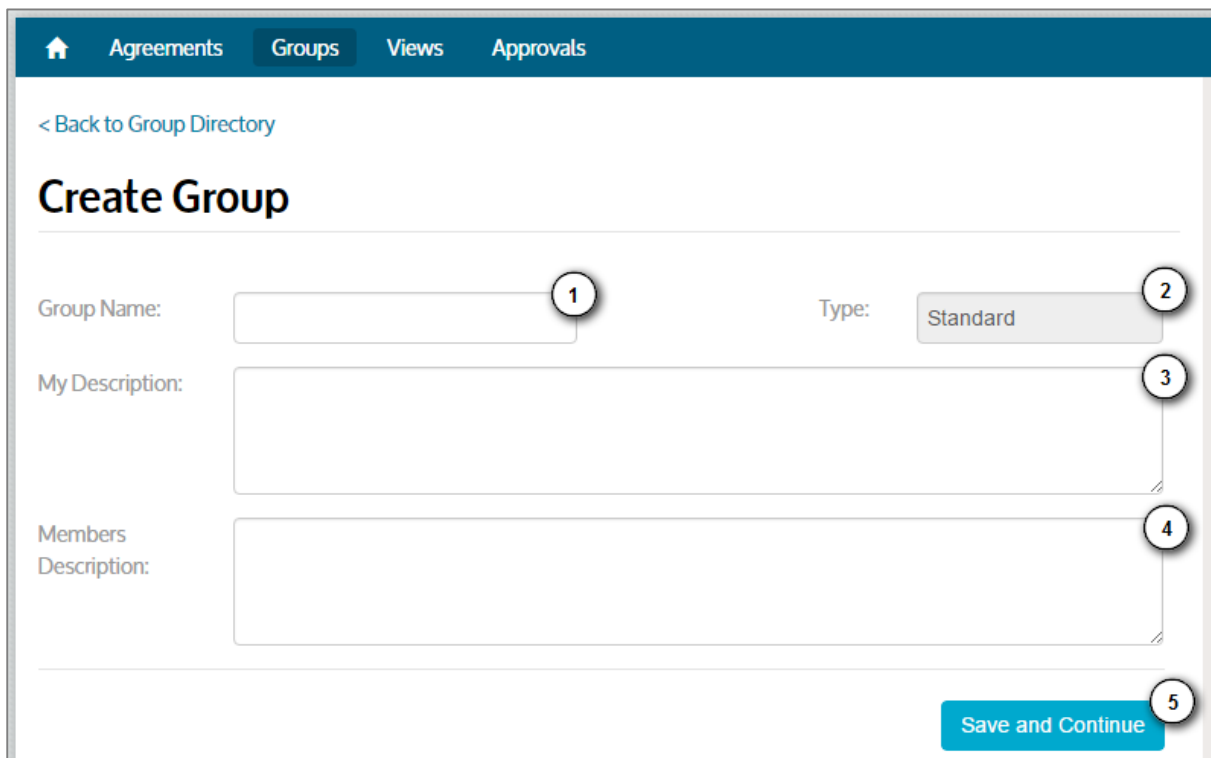 Agreements Groups Views Approvals
< Back to Group Directory
Create Group
Group Name: 1 Type: Standard 2
My Description: 3
Members 4
Description:
Save and Continue 5